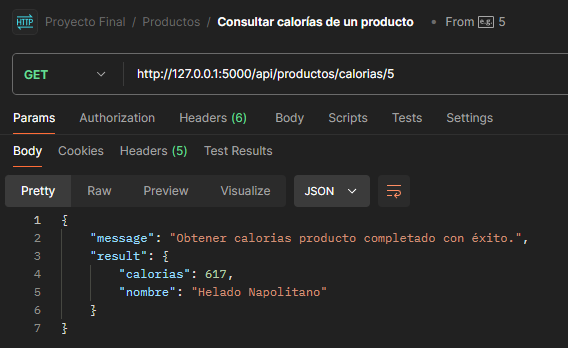 HTTP Proyecto Final / Productos / Consultar calorías de un producto • From e.g. 5
GET http://127.0.0.1:5000/api/productos/calorias/5
Params Authorization Headers (6) Body Scripts Tests Settings
Body Cookies Headers (5) Test Results
Pretty Raw Preview Visualize JSON
1 {
2 "message": "Obtener calorias producto completado con éxito.",
3 "result": {
4 "calorias": 617,
5 "nombre": "Helado Napolitano"
6 }
7 }